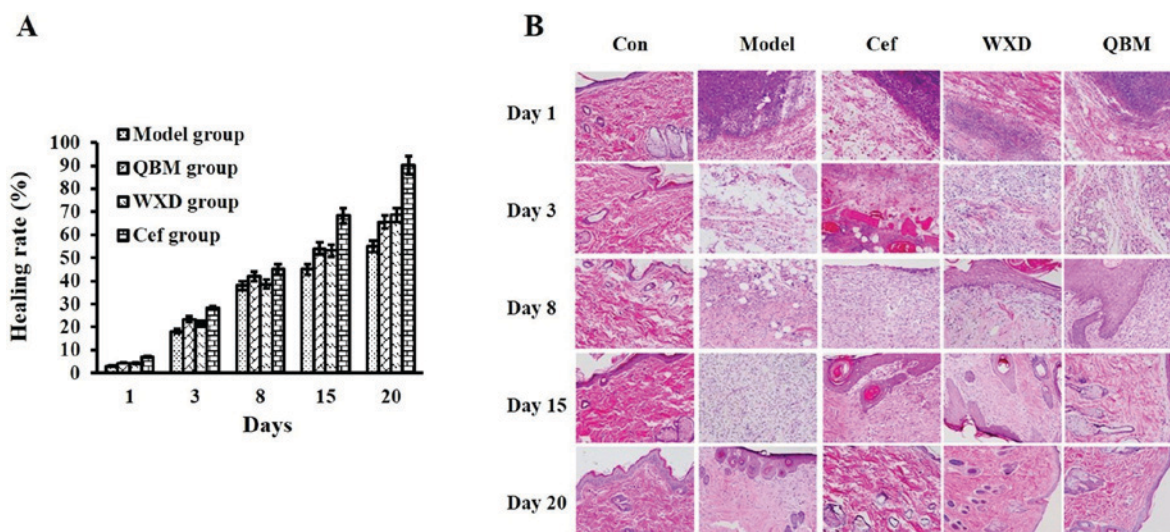 A
Healing rate (%)
100
90
80
70
60
50
40
30
20
10
0
Model group
QBM group
WXD group
Cef group
1 3 8 15 20
Days
B
Con Model Cef WXD QBM
Day 1
Day 3
Day 8
Day 15
Day 20